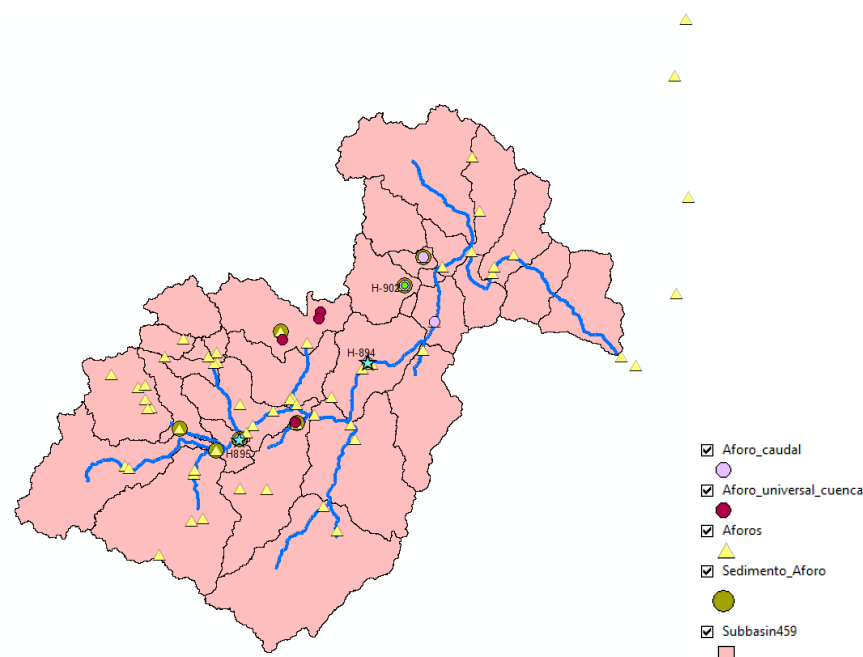 H-902
H-894
H895
Aforo_caudal
Aforo_universal_cuenca
Aforos
Sedimento_Aforo
Subbasin459